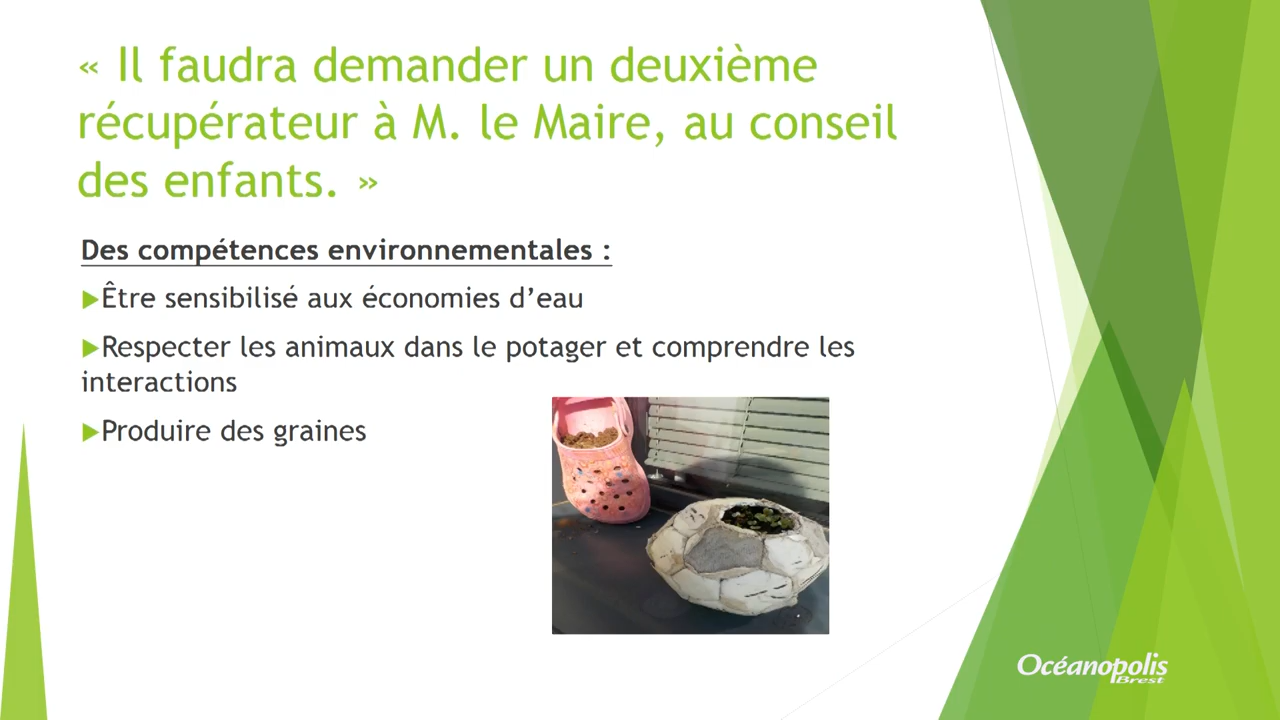 « Il faudra demander un deuxième
récupérateur à M. le Maire, au conseil
des enfants. »
Des compétences environnementales :
Être sensibilisé aux économies d’eau
Respecter les animaux dans le potager et comprendre les
interactions
Produire des graines
Océanopolis
Brest